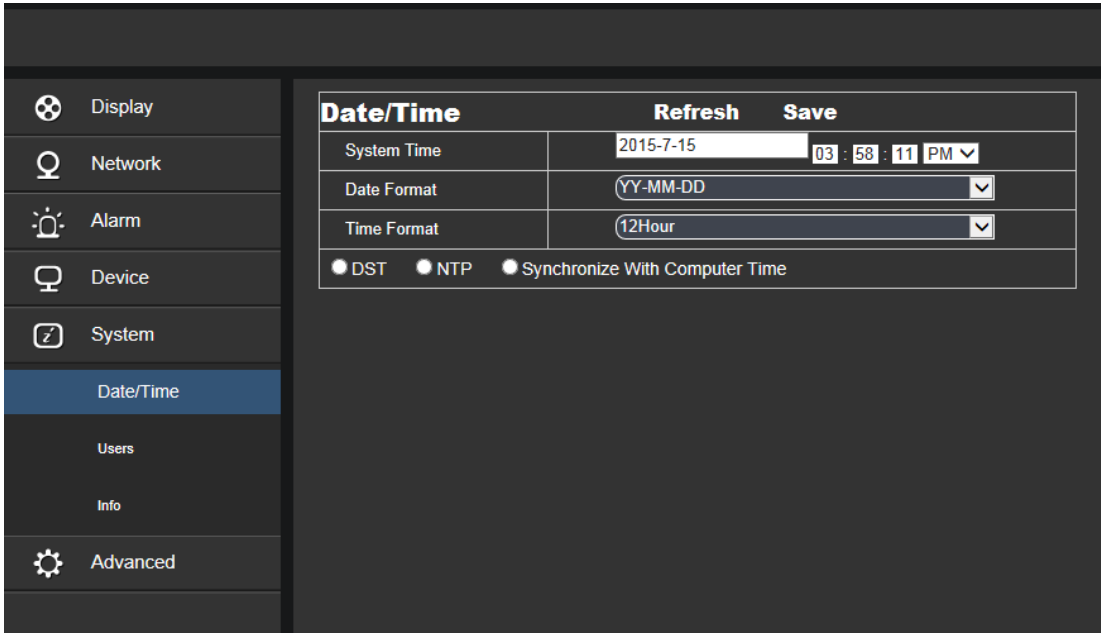 Display
Network
Alarm
Device
System
Date/Time
Users
Info
Advanced
Date/Time Refresh Save
System Time 2015-7-15 03 : 58 : 11 PM
Date Format YY-MM-DD
Time Format 12Hour
DST NTP Synchronize With Computer Time